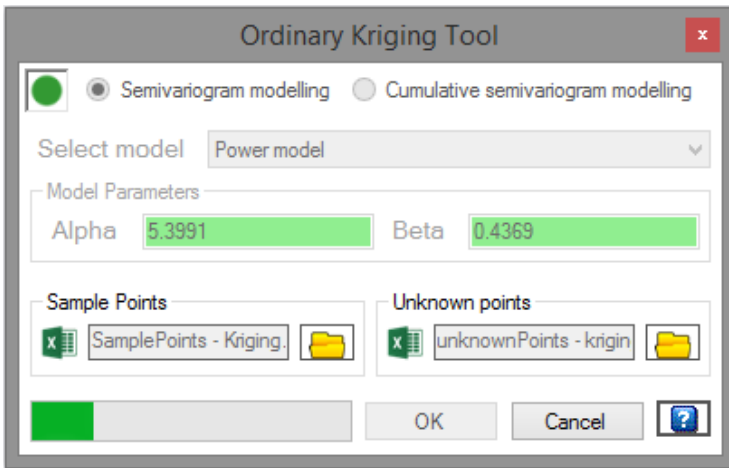 Ordinary Kriging Tool
x
Semivariogram modelling Cumulative semivariogram modelling
Select model Power model
Model Parameters
Alpha 5.3991 Beta 0.4369
Sample Points Unknown points
SamplePoints - Kriging. unknownPoints - krigin
OK Cancel ?